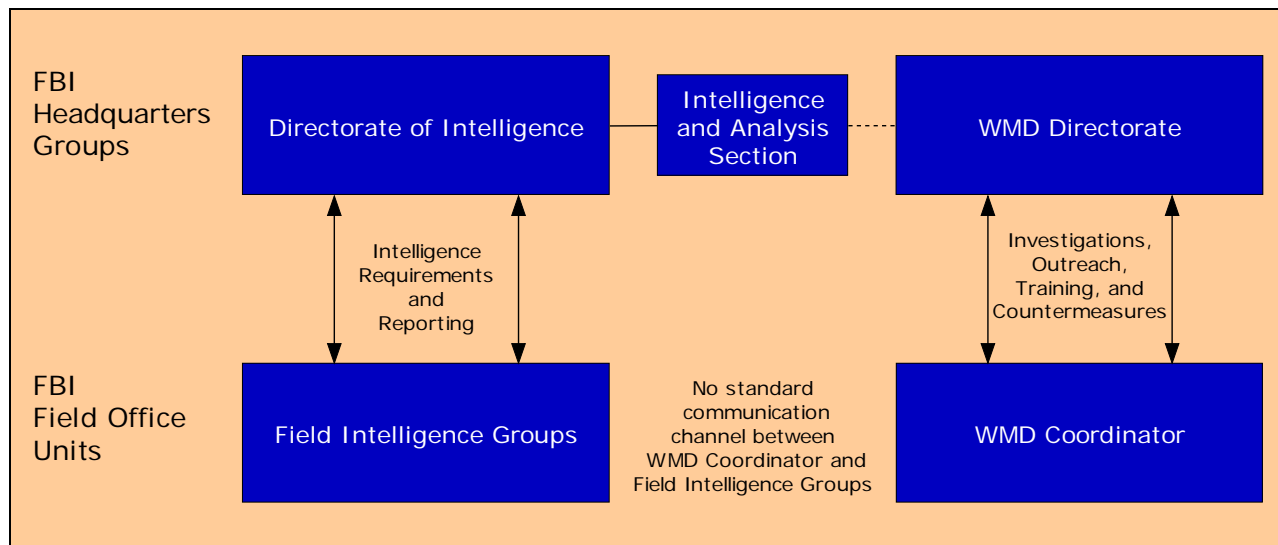 FBI
Headquarters
Groups
Directorate of Intelligence
Intelligence
and Analysis
Section
WMD Directorate
Intelligence
Requirements
and
Reporting
Investigations,
Outreach,
Training, and
Countermeasures
FBI
Field Office
Units
Field Intelligence Groups
No standard
communication
channel between
WMD Coordinator and
Field Intelligence Groups
WMD Coordinator